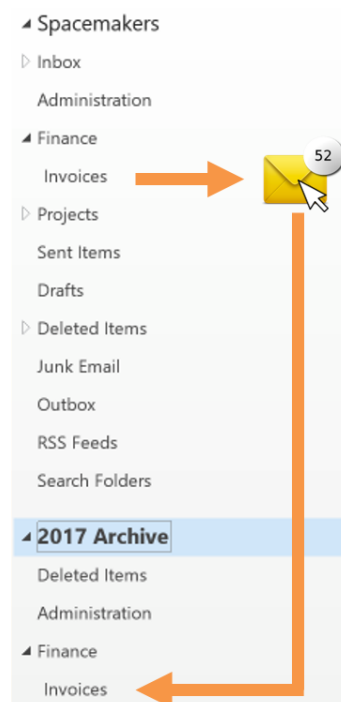 Spacemakers
Inbox
Administration
Finance
52
Invoices
Projects
Sent Items
Drafts
Deleted Items
Junk Email
Outbox
RSS Feeds
Search Folders
2017 Archive
Deleted Items
Administration
Finance
Invoices